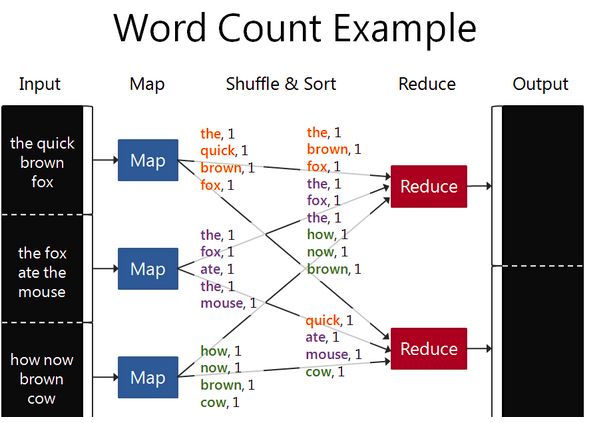 Word Count Example
Input
Map
Shuffle & Sort
Reduce
Output
the quick
brown
fox
the fox
ate the
mouse
how now
brown
cow
Map
Map
Map
the, 1
quick, 1
brown, 1
fox, 1
the, 1
fox, 1
ate, 1
the, 1
mouse, 1
how, 1
now, 1
brown, 1
cow, 1
the, 1
brown, 1
fox, 1
the, 1
fox, 1
the, 1
how, 1
now, 1
brown, 1
quick, 1
ate, 1
mouse, 1
cow, 1
Reduce
Reduce